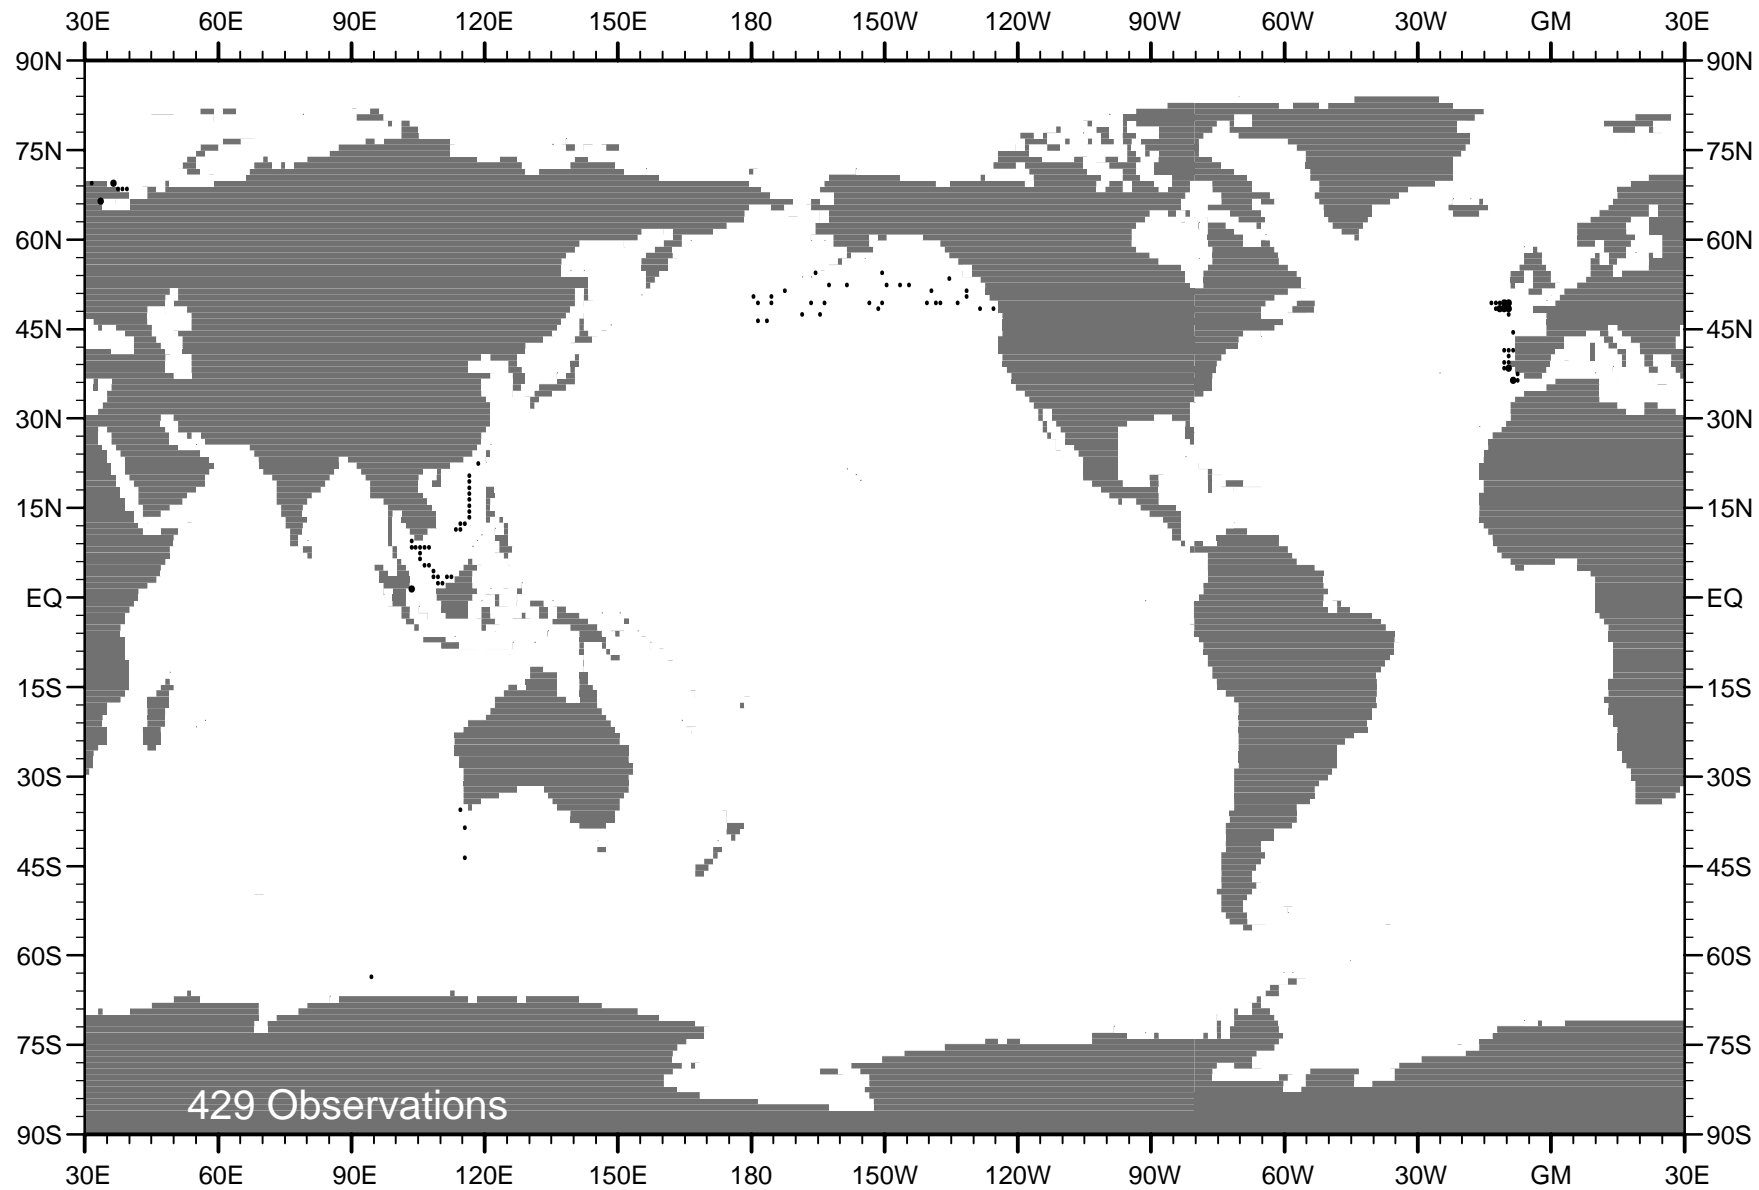 30E 60E 90E 120E 150E 180 150W 120W 90W 60W 30W GM 30E
90N 90N
75N 75N
60N 60N
45N 45N
30N 30N
15N 15N
EQ EQ
15S 15S
30S 30S
45S 45S
60S 60S
75S 75S
429 Observations
90S 90S
30E 60E 90E 120E 150E 180 150W 120W 90W 60W 30W GM 30E